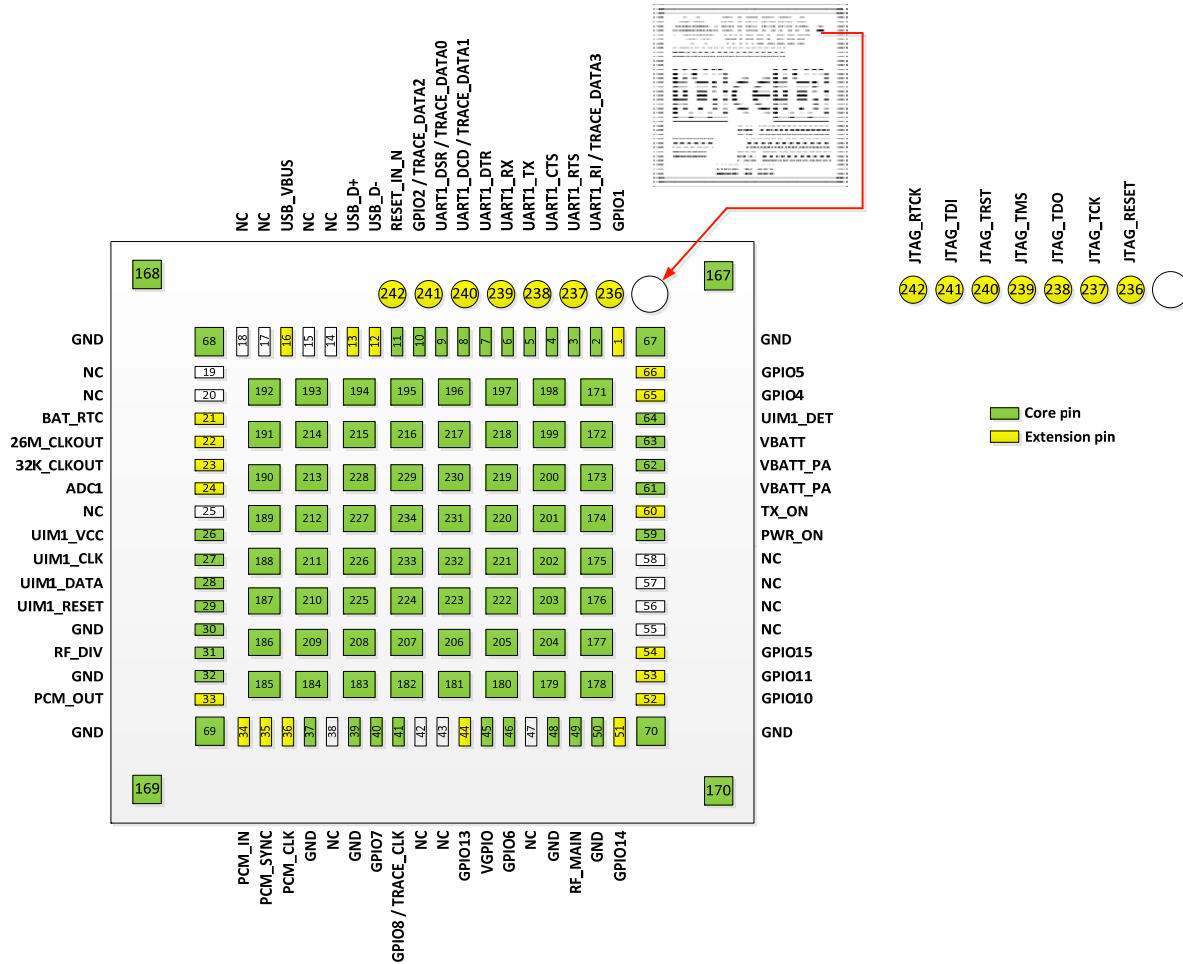 NC
NC
USB_VBUS
NC
NC
USB_D+
USB_D-
RESET_IN_N
GPIO2 / TRACE_DATA2
UART1_DSR / TRACE_DATA0
UART1_DCD / TRACE_DATA1
UART1_DTR
UART1_RX
UART1_TX
UART1_CTS
UART1_RTS
UART1_RI / TRACE_DATA3
GPIO1
JTAG_RTCK
JTAG_TDI
JTAG_TRST
JTAG_TMS
JTAG_TDO
JTAG_TCK
JTAG_RESET
242 241 240 239 238 237 236
168 167
242 241 240 239 238 237 236
GND 68 18 17 16 15 14 13 12 11 10 9 8 7 6 5 4 3 2 1 67 GND
NC 19 66 GPIO5
192 193 194 195 196 197 198 171
NC 20 65 GPIO4
BAT_RTC 21 64 UIM1_DET
191 214 215 216 217 218 199 172
26M_CLKOUT 22 63 VBATT
32K_CLKOUT 23 62 VBATT_PA
190 213 228 229 230 219 200 173
ADC1 24 61 VBATT_PA
NC 25 60 TX_ON
189 212 227 234 231 220 201 174
UIM1_VCC 26 59 PWR_ON
UIM1_CLK 27 58 NC
188 211 226 233 232 221 202 175
UIM1_DATA 28 57 NC
187 210 225 224 223 222 203 176
UIM1_RESET 29 56 NC
GND 30 55 NC
186 209 208 207 206 205 204 177
RF_DIV 31 54 GPIO15
GND 32 53 GPIO11
185 184 183 182 181 180 179 178
PCM_OUT 33 52 GPIO10
GND 69 34 35 36 37 38 39 40 41 42 43 44 45 46 47 48 49 50 51 70 GND
169 170
PCM_IN
PCM_SYNC
PCM_CLK
GND
NC
GND
GPIO7
GPIO8 / TRACE_CLK
NC
NC
GPIO13
VGPIO
GPIO6
NC
GND
RF_MAIN
GND
GPIO14
Core pin
Extension pin